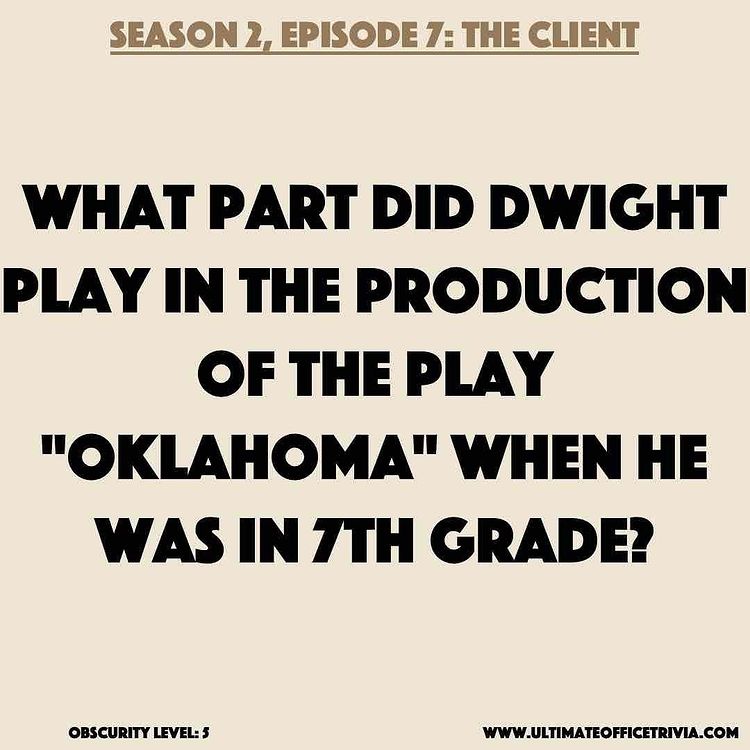 SEASON 2, EPISODE 7: THE CLIENT
WHAT PART DID DWIGHT
PLAY IN THE PRODUCTION
OF THE PLAY
"OKLAHOMA" WHEN HE
WAS IN 7TH GRADE?
OBSCURITY LEVEL: 5
WWW.ULTIMATEOFFICETRIVIA.COM